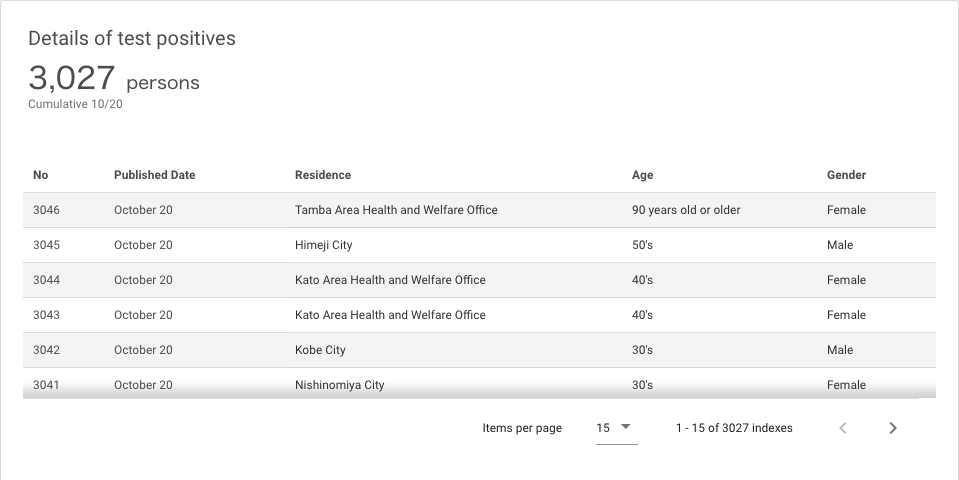 Details of test positives
3,027 persons
Cumulative 10/20
No Published Date Residence Age Gender
3046 October 20 Tamba Area Health and Welfare Office 90 years old or older Female
3045 October 20 Himeji City 50's Male
3044 October 20 Kato Area Health and Welfare Office 40's Female
3043 October 20 Kato Area Health and Welfare Office 40's Female
3042 October 20 Kobe City 30's Male
3041 October 20 Nishinomiya City 30's Female
Items per page 15 1 - 15 of 3027 indexes